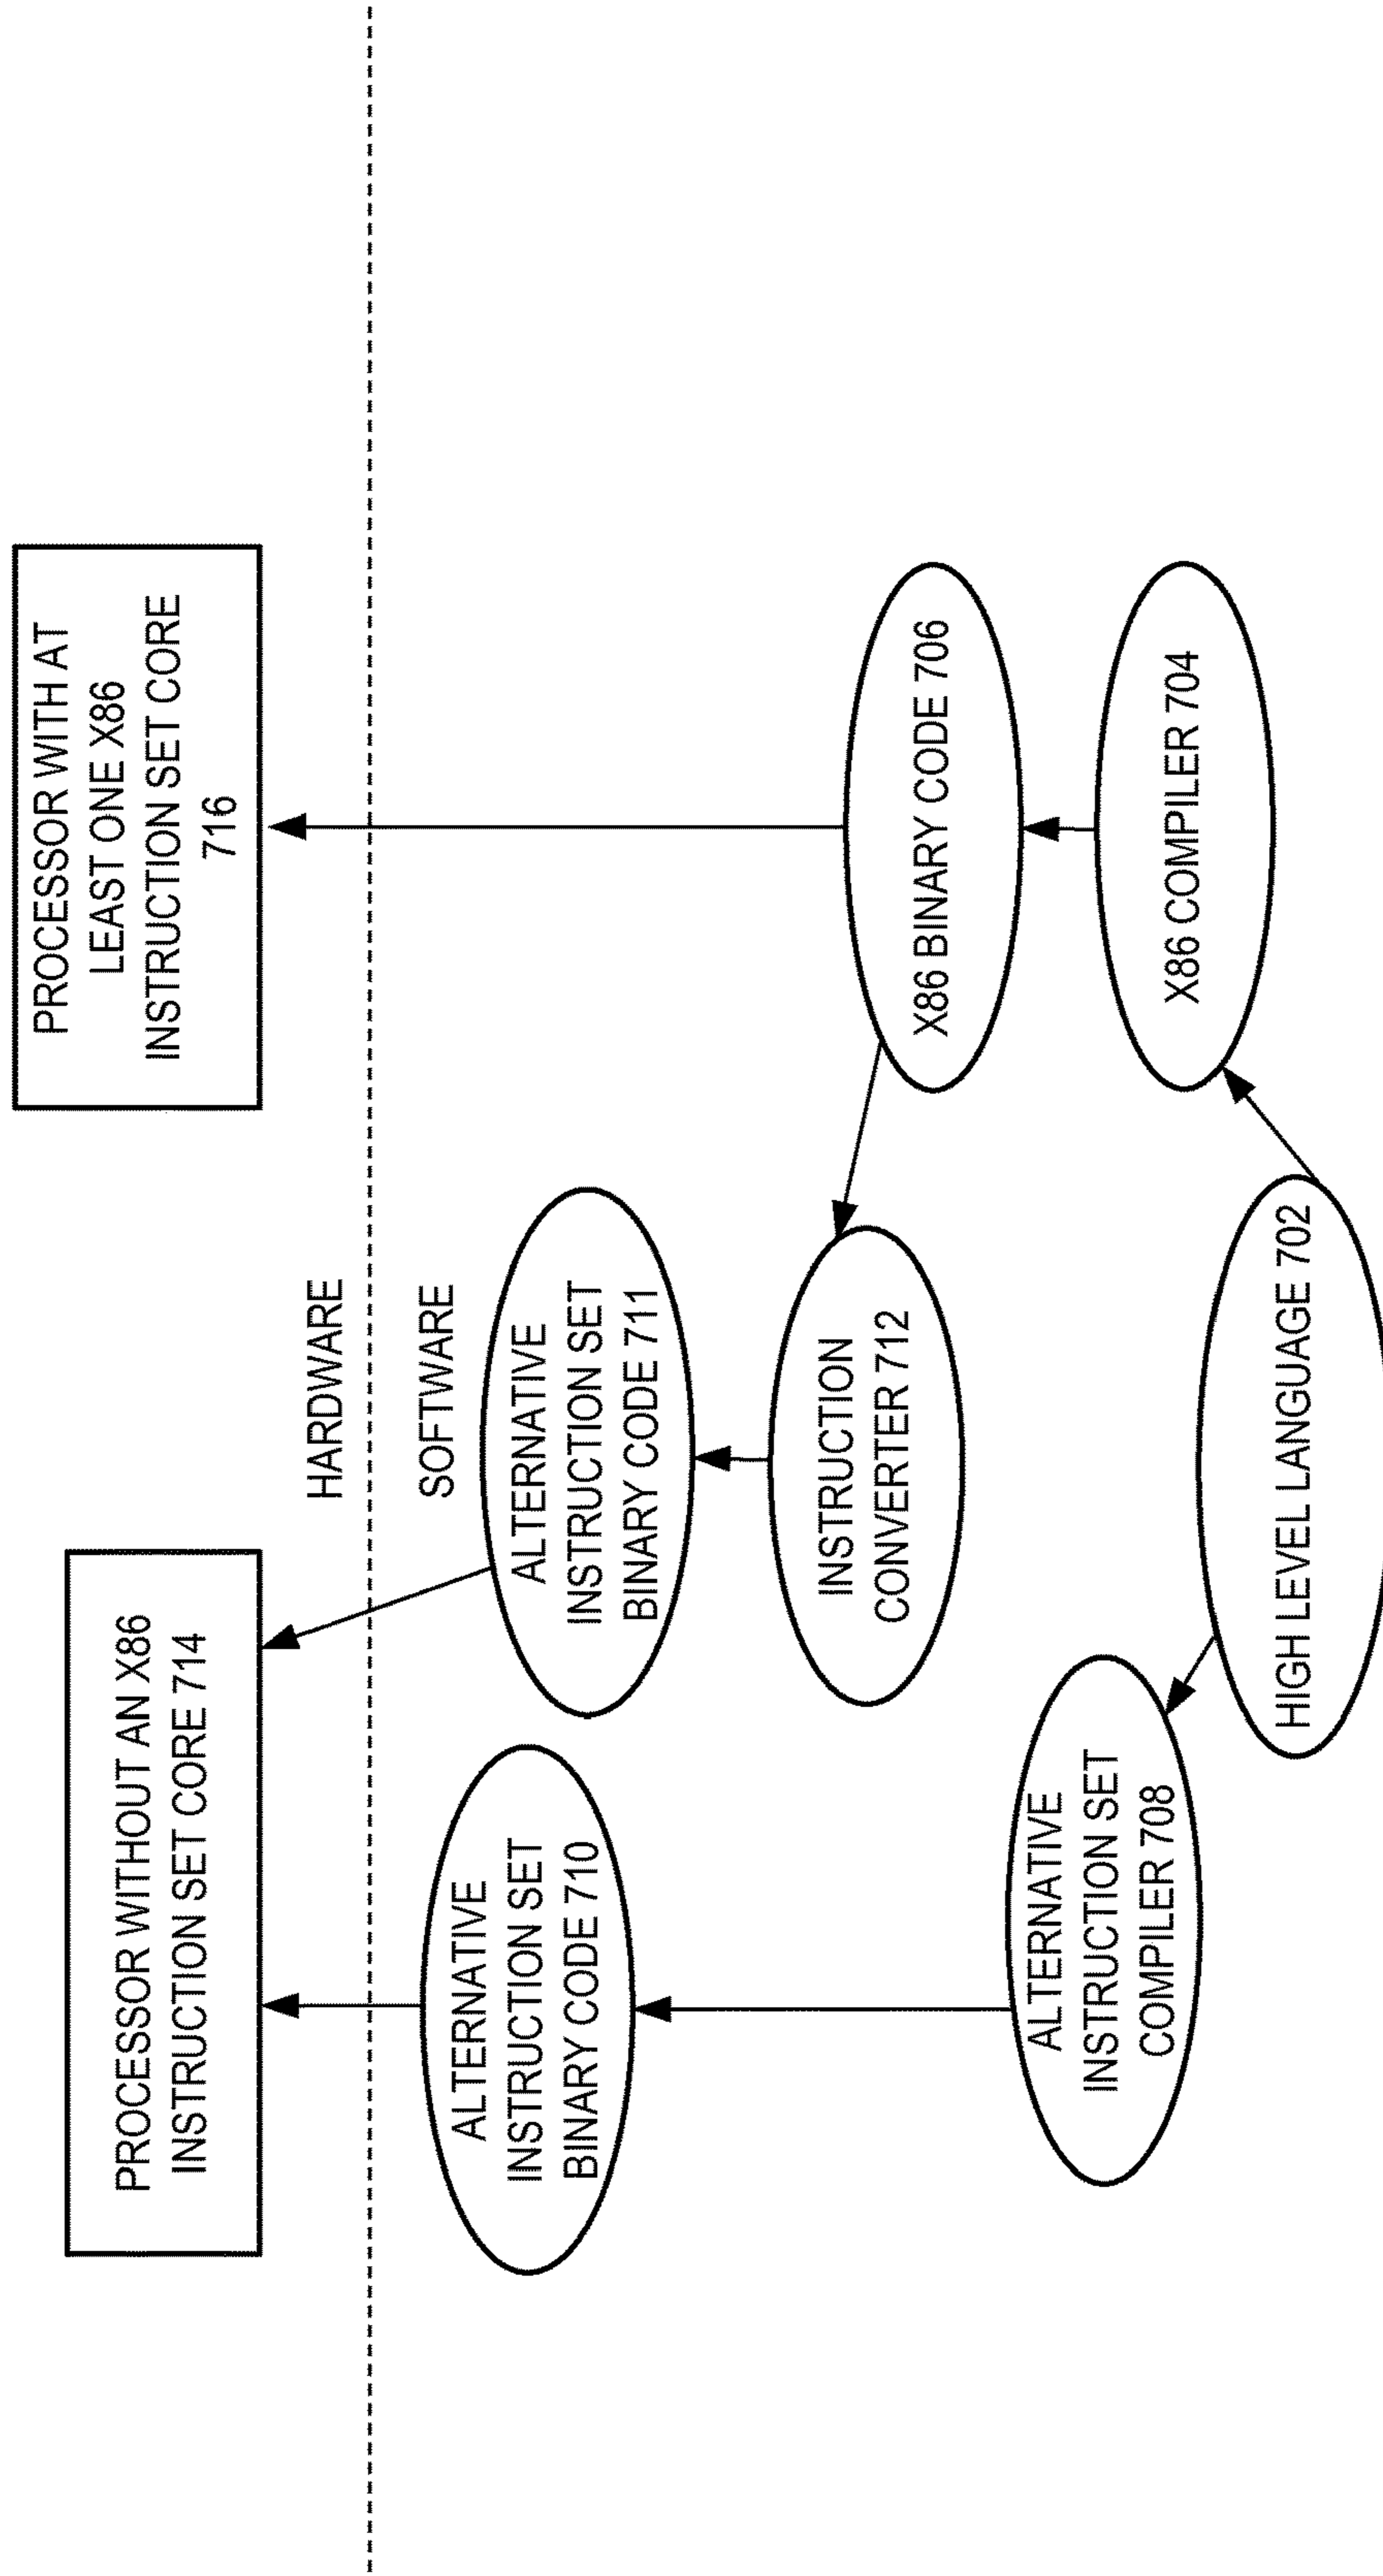 PROCESSOR WITHOUT AN X86
INSTRUCTION SET CORE 714
PROCESSOR WITH AT
LEAST ONE X86
INSTRUCTION SET CORE
716
HARDWARE
SOFTWARE
ALTERNATIVE
INSTRUCTION SET
BINARY CODE 710
ALTERNATIVE
INSTRUCTION SET
BINARY CODE 711
INSTRUCTION
CONVERTER 712
X86 BINARY CODE 706
ALTERNATIVE
INSTRUCTION SET
COMPILER 708
X86 COMPILER 704
HIGH LEVEL LANGUAGE 702